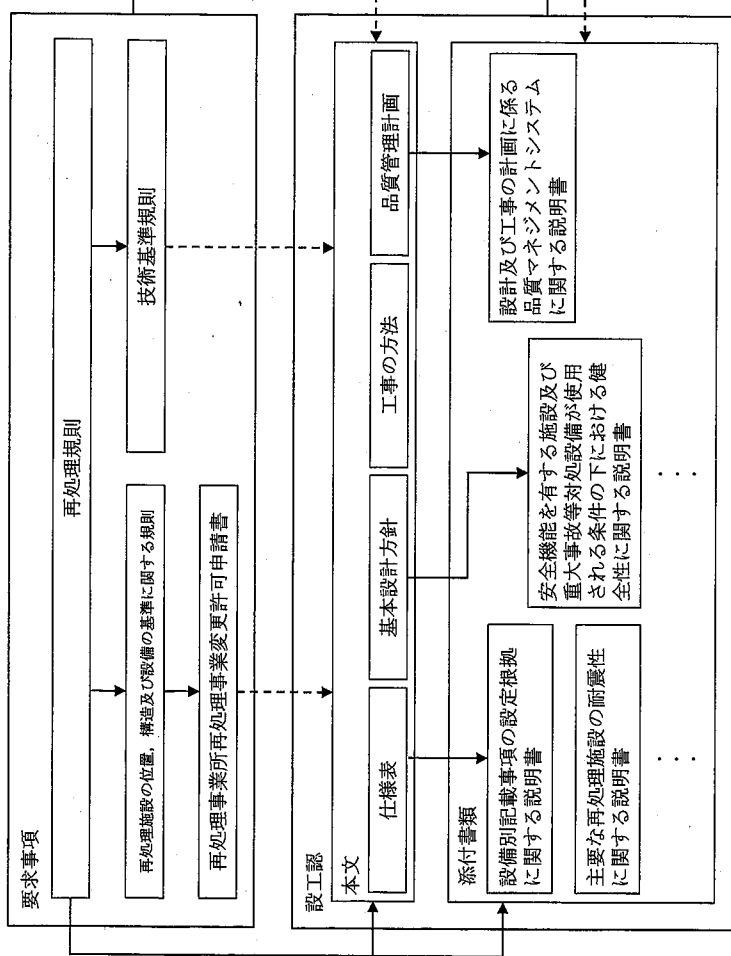 要求事項
再処理規則
再処理施設の位置，構造及び設備の基準に関する規則
技術基準規則
再処理事業所再処理事業変更許可申請書
設工認
本文
仕様表
基本設計方針
工事の方法
品質管理計画
添付書類
設備別記載事項の設定根拠
に関する説明書
主要な再処理施設の耐震性
に関する説明書
・・・
安全機能を有する施設及び
重大事故等対処設備が使用
される条件の下における健
全性に関する説明書
・・・
設計及び工事の計画に係る
品質マネジメントシステム
に関する説明書